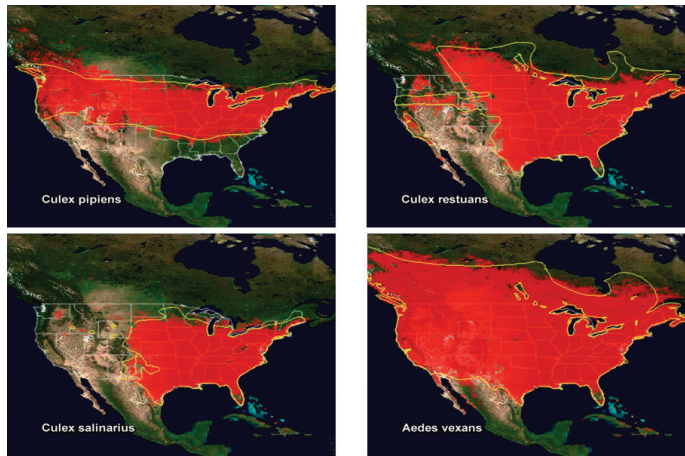 Culex pipiens
Culex restuans
Culex salinarius
Aedes vexans